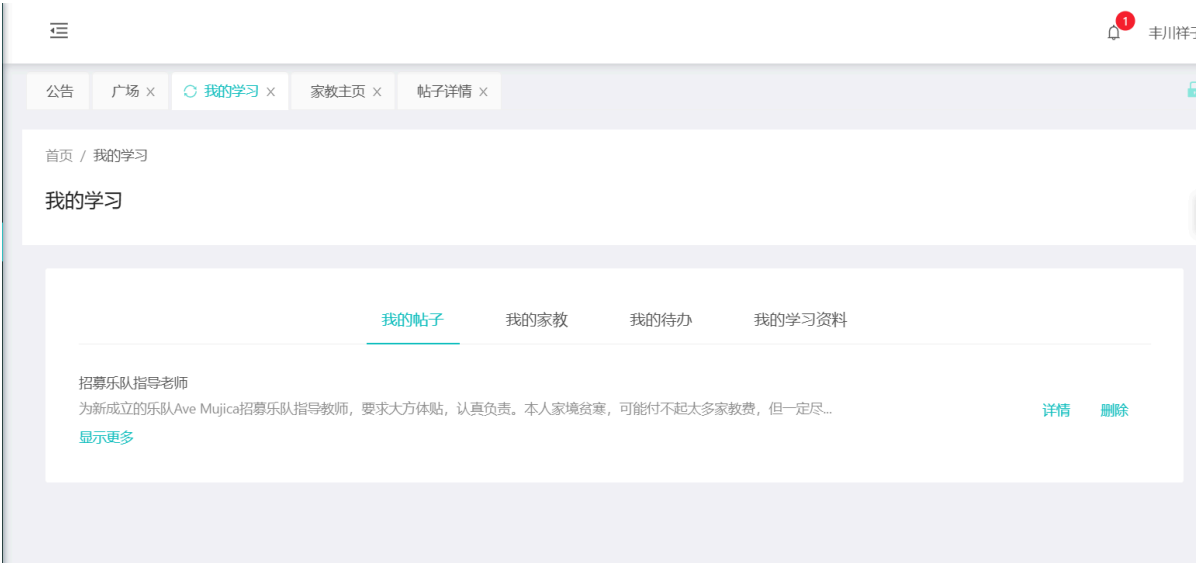 1
丰川祥子
公告 广场 × 我的学习 × 家教主页 × 帖子详情 ×
首页 / 我的学习
我的学习
我的帖子 我的家教 我的待办 我的学习资料
招募乐队指导老师
为新成立的乐队Ave Mujica招募乐队指导教师，要求大方体贴，认真负责。本人家境贫寒，可能付不起太多家教费，但一定尽...
详情 删除
显示更多